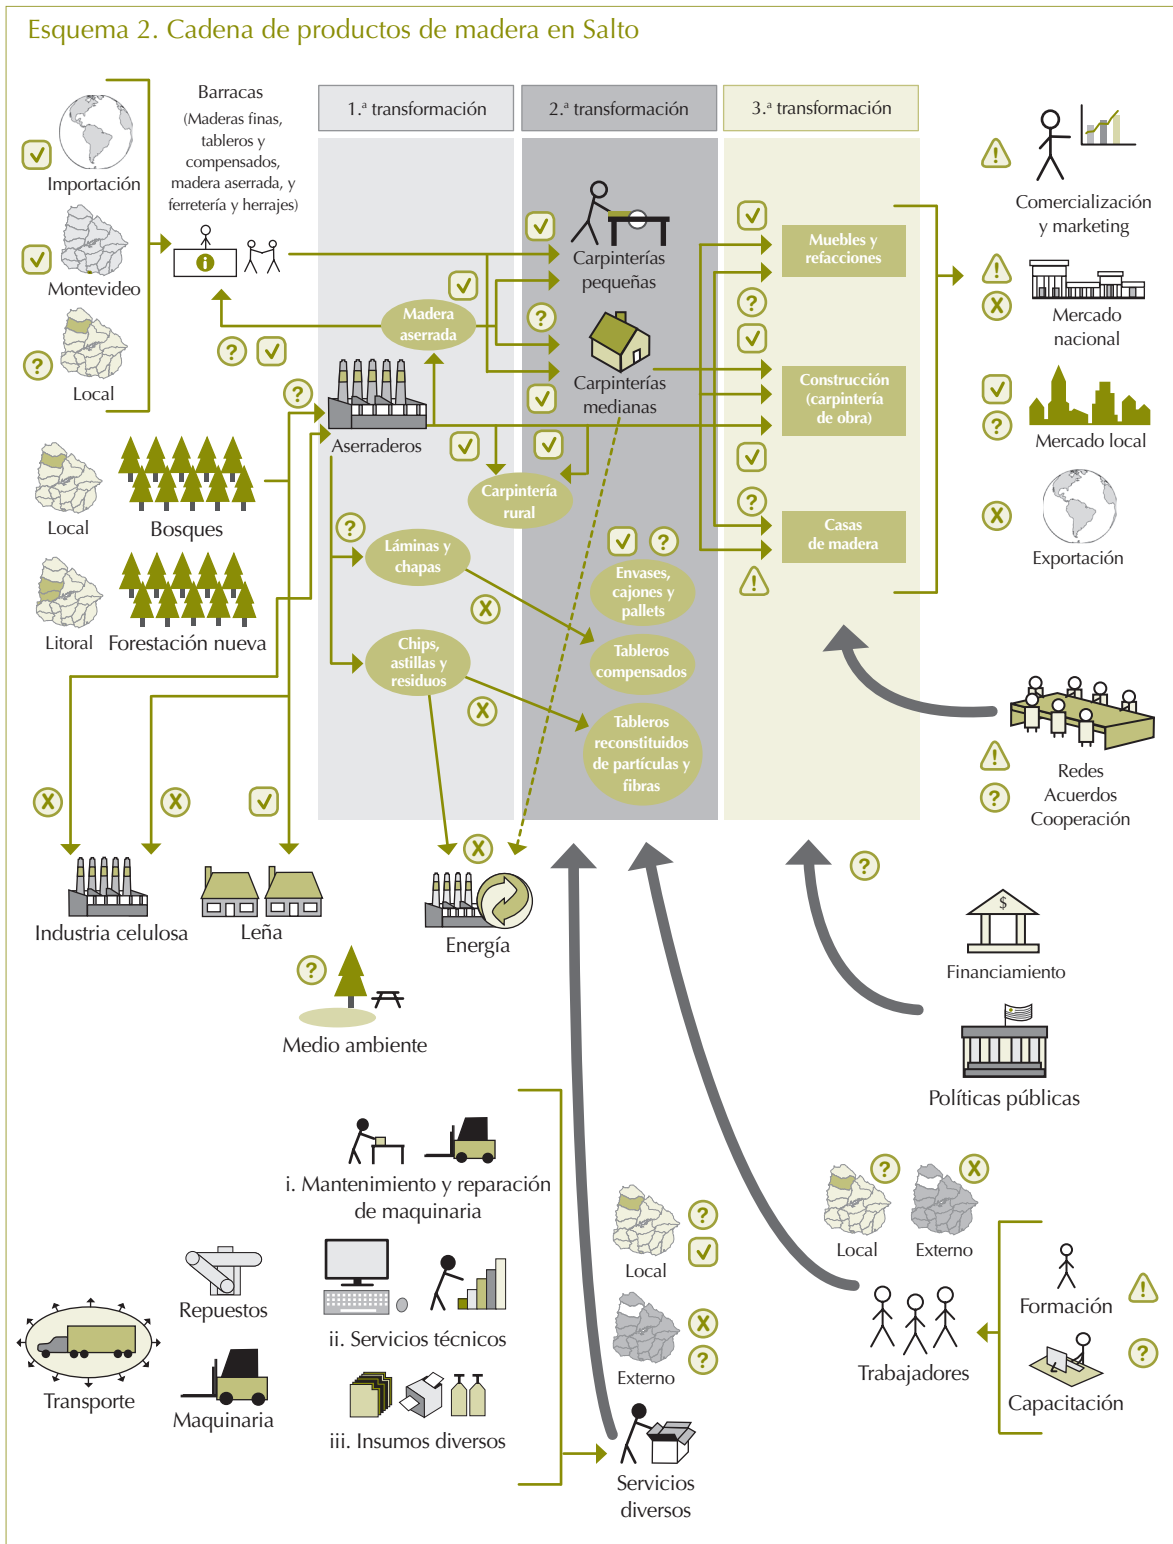 Esquema 2. Cadena de productos de madera en Salto
Barracas
(Maderas finas,
tableros y
compensados,
madera aserrada, y
ferretería y herrajes)
1.ª transformación
2.ª transformación
3.ª transformación
Importación
Montevideo
Local
Carpinterías
pequeñas
Madera
aserrada
Carpinterías
medianas
Aserraderos
Carpintería
rural
Muebles y
refacciones
Construcción
(carpintería
de obra)
Casas
de madera
Comercialización
y marketing
Mercado
nacional
Mercado local
Exportación
Local
Bosques
Litoral
Forestación nueva
Láminas y
chapas
Chips,
astillas y
residuos
Envases,
cajones y
pallets
Tableros
compensados
Tableros
reconstituidos
de partículas y
fibras
Redes
Acuerdos
Cooperación
Industria celulosa
Leña
Energía
Medio ambiente
$
Financiamiento
Políticas públicas
i. Mantenimiento y reparación
de maquinaria
Repuestos
ii. Servicios técnicos
Transporte
Maquinaria
iii. Insumos diversos
Local
Externo
Servicios
diversos
Local
Externo
Trabajadores
Formación
Capacitación